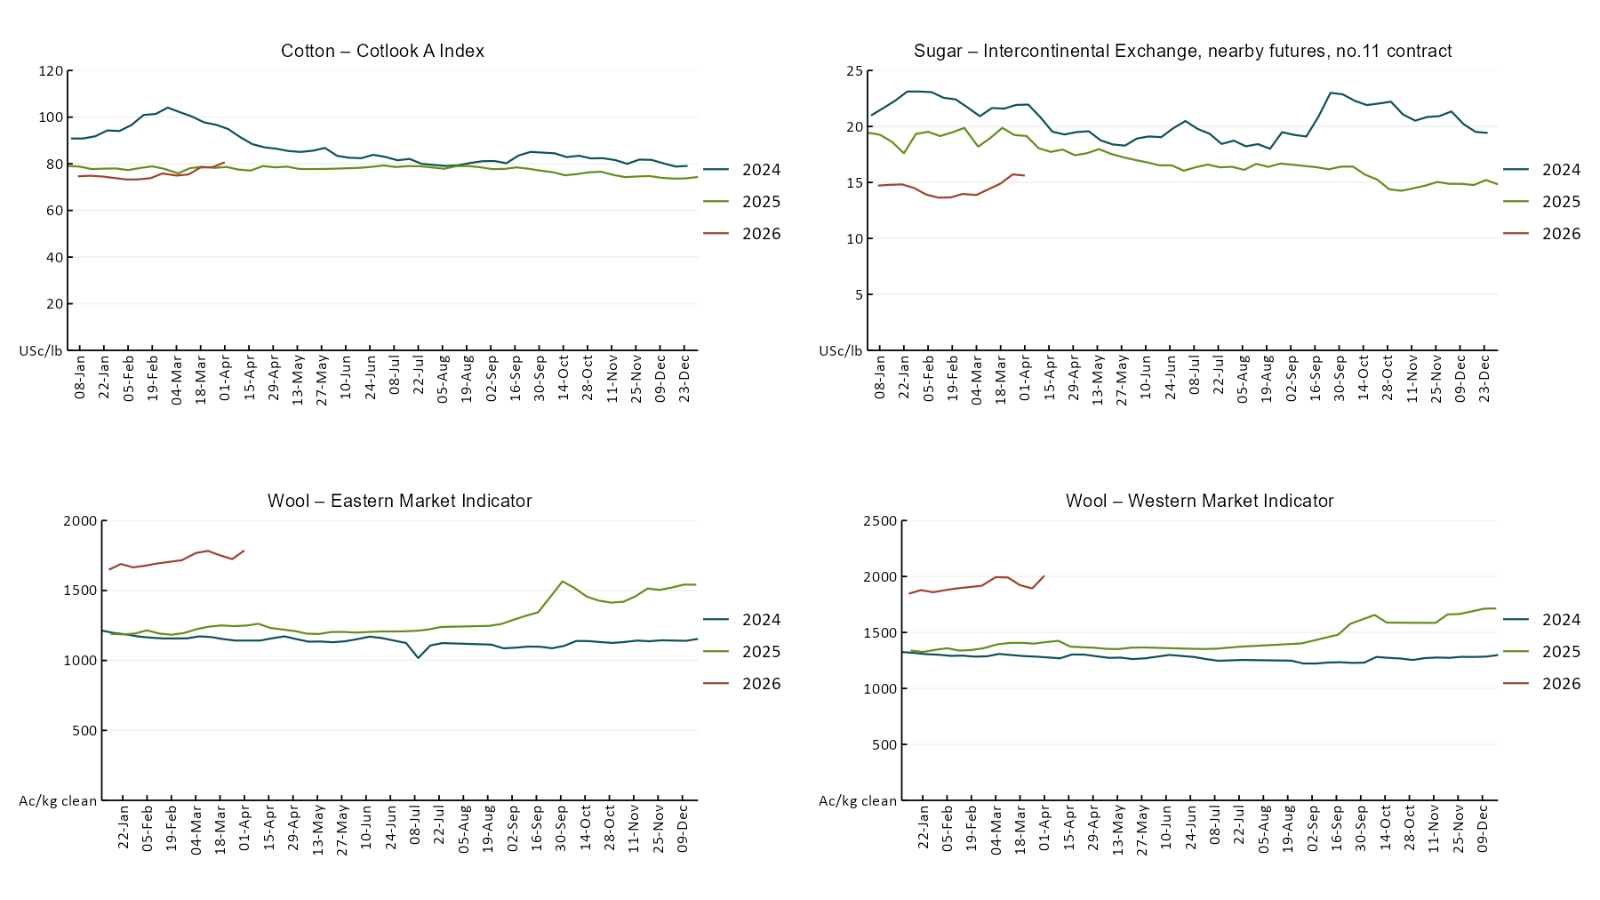 Cotton – Cotlook A Index
120
100
80
60
40
20
USc/lb
08-Jan
22-Jan
05-Feb
19-Feb
04-Mar
18-Mar
01-Apr
15-Apr
29-Apr
13-May
27-May
10-Jun
24-Jun
08-Jul
22-Jul
05-Aug
19-Aug
02-Sep
16-Sep
30-Sep
14-Oct
28-Oct
11-Nov
25-Nov
09-Dec
23-Dec
2024
2025
2026
Sugar – Intercontinental Exchange, nearby futures, no.11 contract
25
20
15
10
5
USc/lb
08-Jan
22-Jan
05-Feb
19-Feb
04-Mar
18-Mar
01-Apr
15-Apr
29-Apr
13-May
27-May
10-Jun
24-Jun
08-Jul
22-Jul
05-Aug
19-Aug
02-Sep
16-Sep
30-Sep
14-Oct
28-Oct
11-Nov
25-Nov
09-Dec
23-Dec
2024
2025
2026
Wool – Eastern Market Indicator
2000
1500
1000
500
Ac/kg clean
22-Jan
05-Feb
19-Feb
04-Mar
18-Mar
01-Apr
15-Apr
29-Apr
13-May
27-May
10-Jun
24-Jun
08-Jul
22-Jul
05-Aug
19-Aug
02-Sep
16-Sep
30-Sep
14-Oct
28-Oct
11-Nov
25-Nov
09-Dec
2024
2025
2026
Wool – Western Market Indicator
2500
2000
1500
1000
500
Ac/kg clean
22-Jan
05-Feb
19-Feb
04-Mar
18-Mar
01-Apr
15-Apr
29-Apr
13-May
27-May
10-Jun
24-Jun
08-Jul
22-Jul
05-Aug
19-Aug
02-Sep
16-Sep
30-Sep
14-Oct
28-Oct
11-Nov
25-Nov
09-Dec
2024
2025
2026